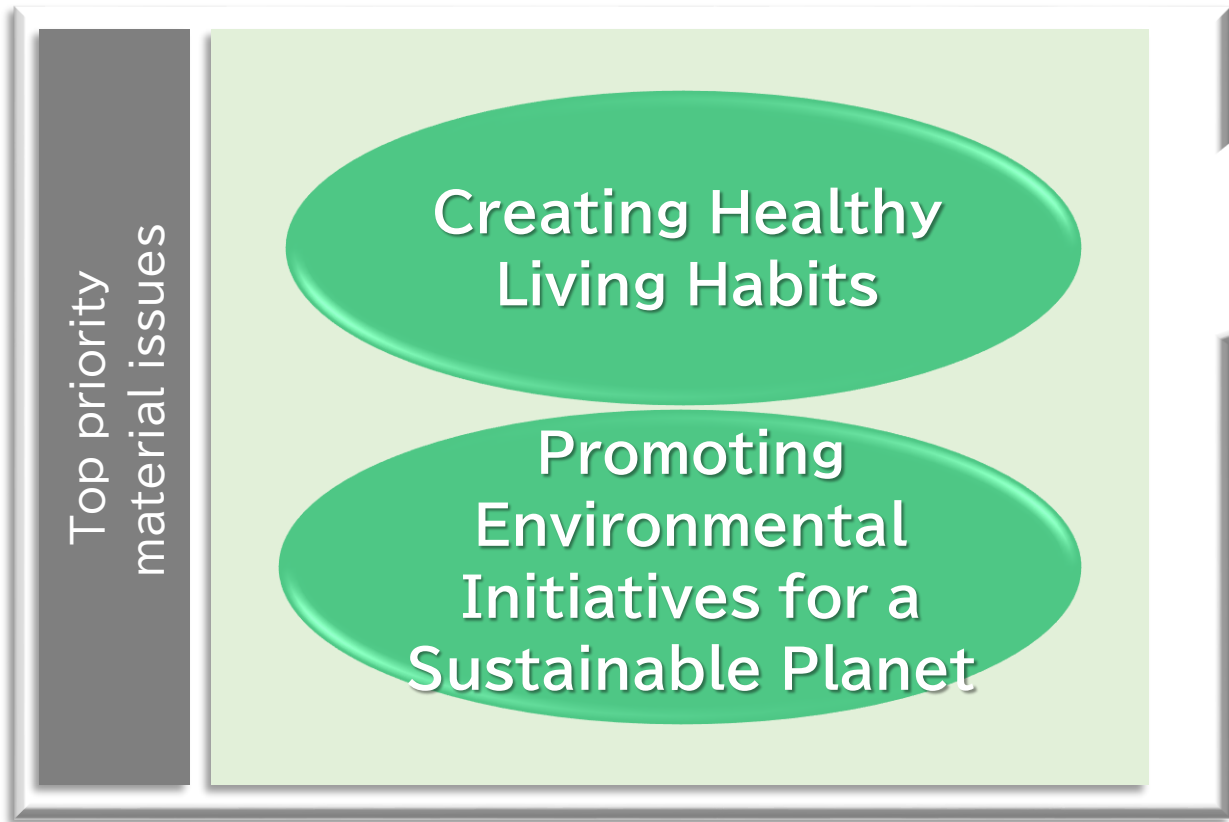 Top priority
material issues
Creating Healthy
Living Habits
Promoting
Environmental
Initiatives for a
Sustainable Planet